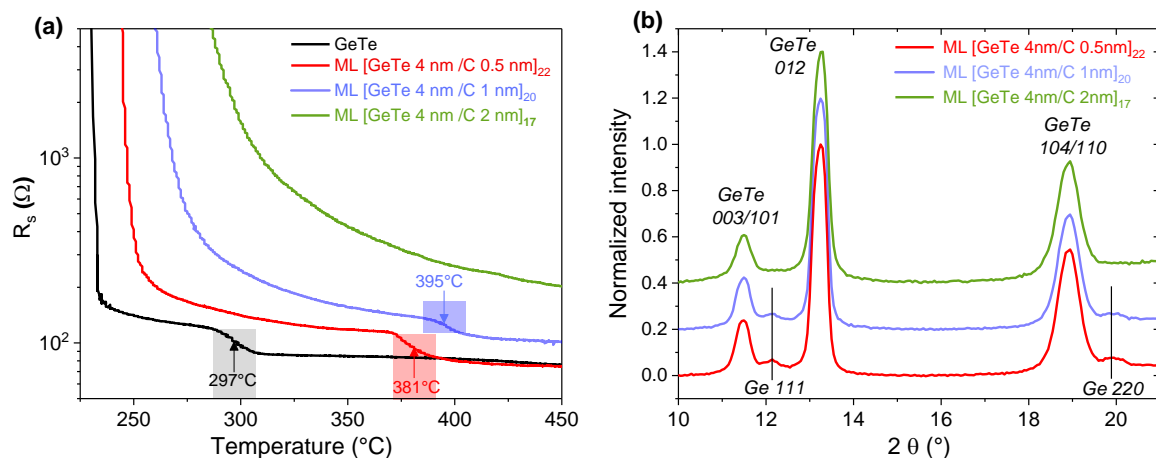 (a)
GeTe
ML [GeTe 4 nm /C 0.5 nm]22
ML [GeTe 4 nm /C 1 nm]20
ML [GeTe 4 nm /C 2 nm]17
10^3
10^2
Rs (Ω)
395°C
297°C
381°C
250 300 350 400 450
Temperature (°C)
(b)
GeTe
012
ML [GeTe 4nm/C 0.5nm]22
ML [GeTe 4nm/C 1nm]20
ML [GeTe 4nm/C 2nm]17
GeTe
104/110
GeTe
003/101
Ge 111
Ge 220
1.4
1.2
1.0
0.8
0.6
0.4
0.2
0.0
Normalized intensity
10 12 14 16 18 20
2 θ (°)